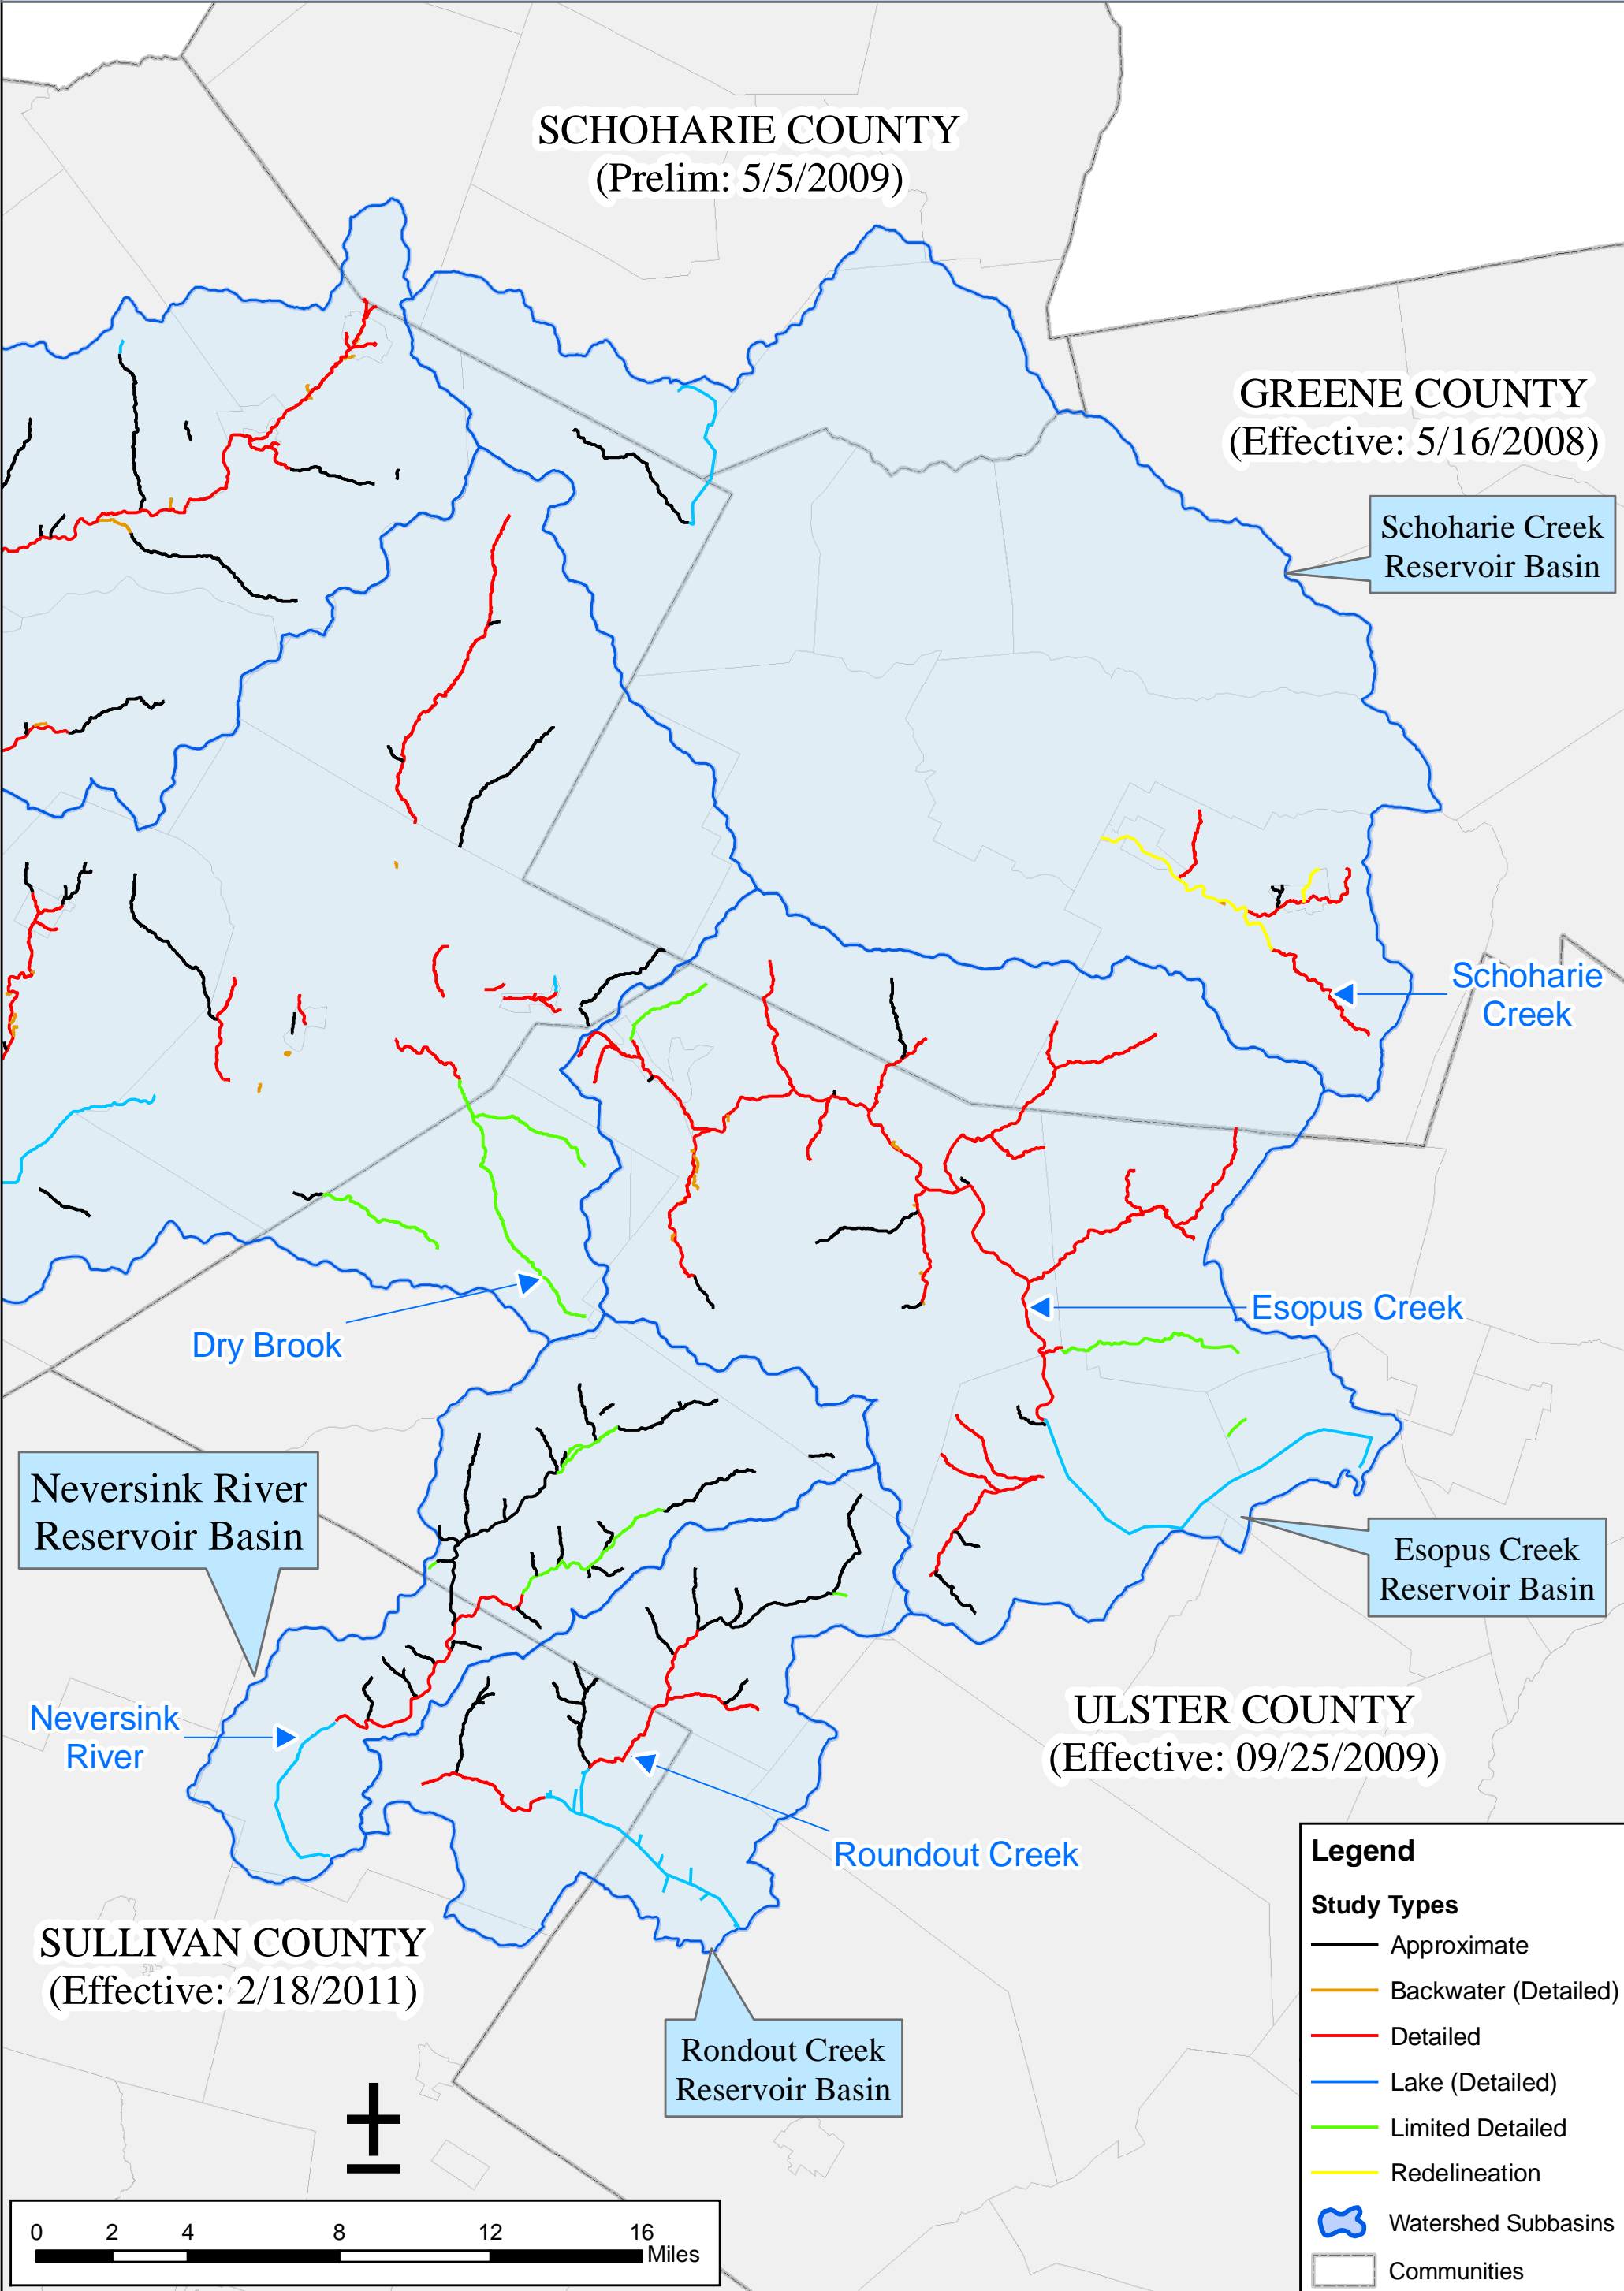 SCHOHARIE COUNTY
(Prelim: 5/5/2009)
GREENE COUNTY
(Effective: 5/16/2008)
Schoharie Creek
Reservoir Basin
Schoharie
Creek
Dry Brook
Esopus Creek
Neversink River
Reservoir Basin
Esopus Creek
Reservoir Basin
Neversink
River
ULSTER COUNTY
(Effective: 09/25/2009)
Roundout Creek
SULLIVAN COUNTY
(Effective: 2/18/2011)
Rondout Creek
Reservoir Basin
Legend
Study Types
Approximate
Backwater (Detailed)
Detailed
Lake (Detailed)
Limited Detailed
Redelineation
Watershed Subbasins
Communities
0 2 4 8 12 16
Miles